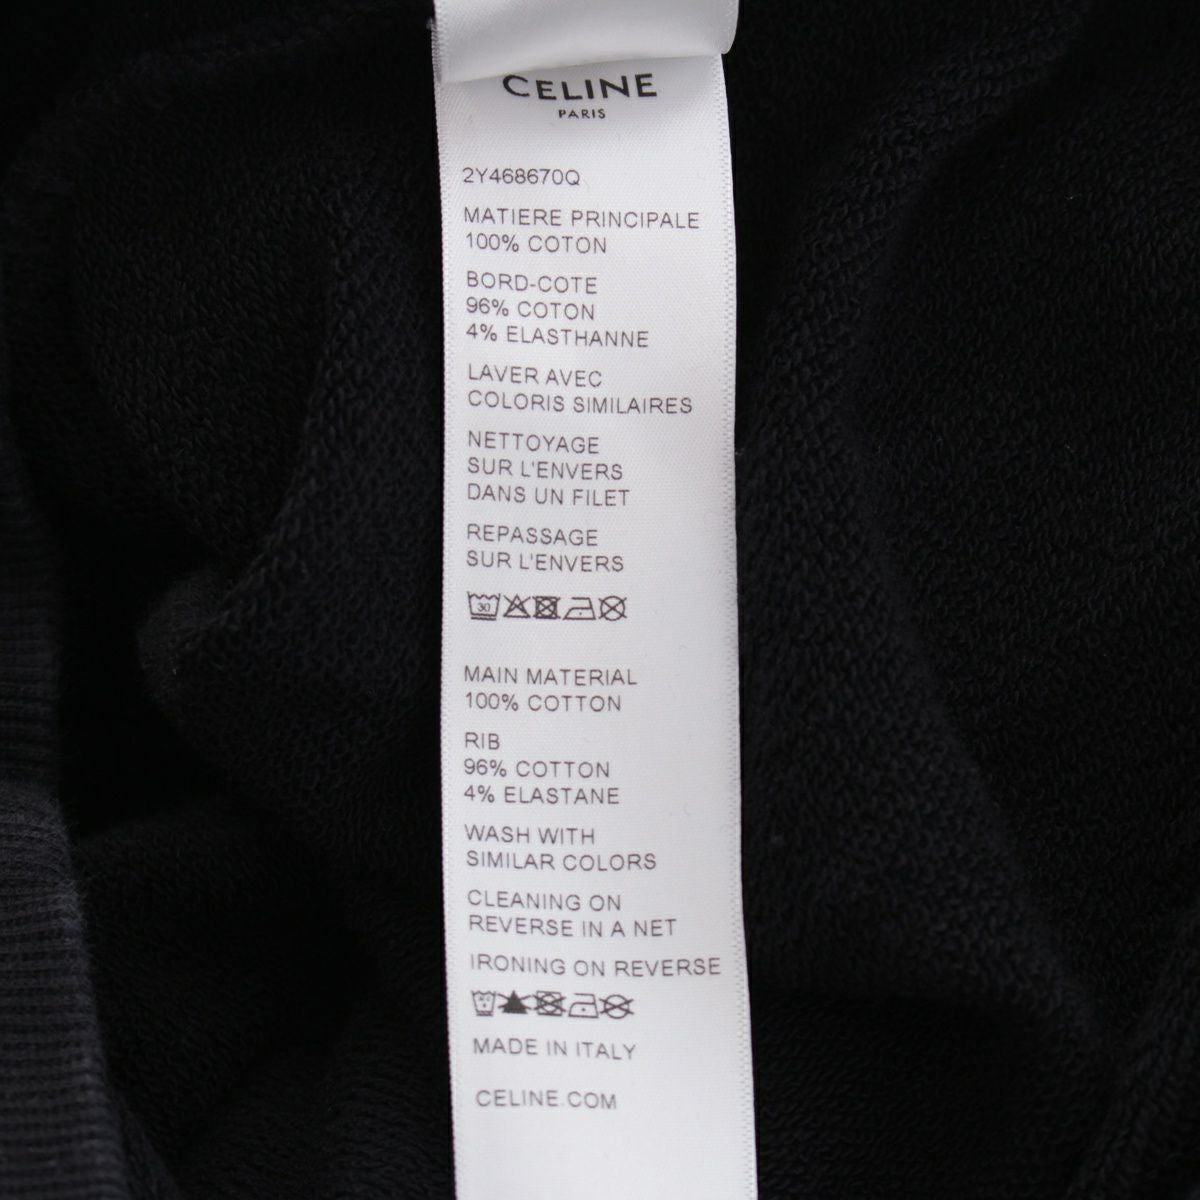 CELINE
PARIS
2Y468670Q
MATIERE PRINCIPALE
100% COTON
BORD-COTE
96% COTON
4% ELASTHANNE
LAVER AVEC
COLORIS SIMILAIRES
NETTOYAGE
SUR L'ENVERS
DANS UN FILET
REPASSAGE
SUR L'ENVERS
30
MAIN MATERIAL
100% COTTON
RIB
96% COTTON
4% ELASTANE
WASH WITH
SIMILAR COLORS
CLEANING ON
REVERSE IN A NET
IRONING ON REVERSE
MADE IN ITALY
CELINE.COM